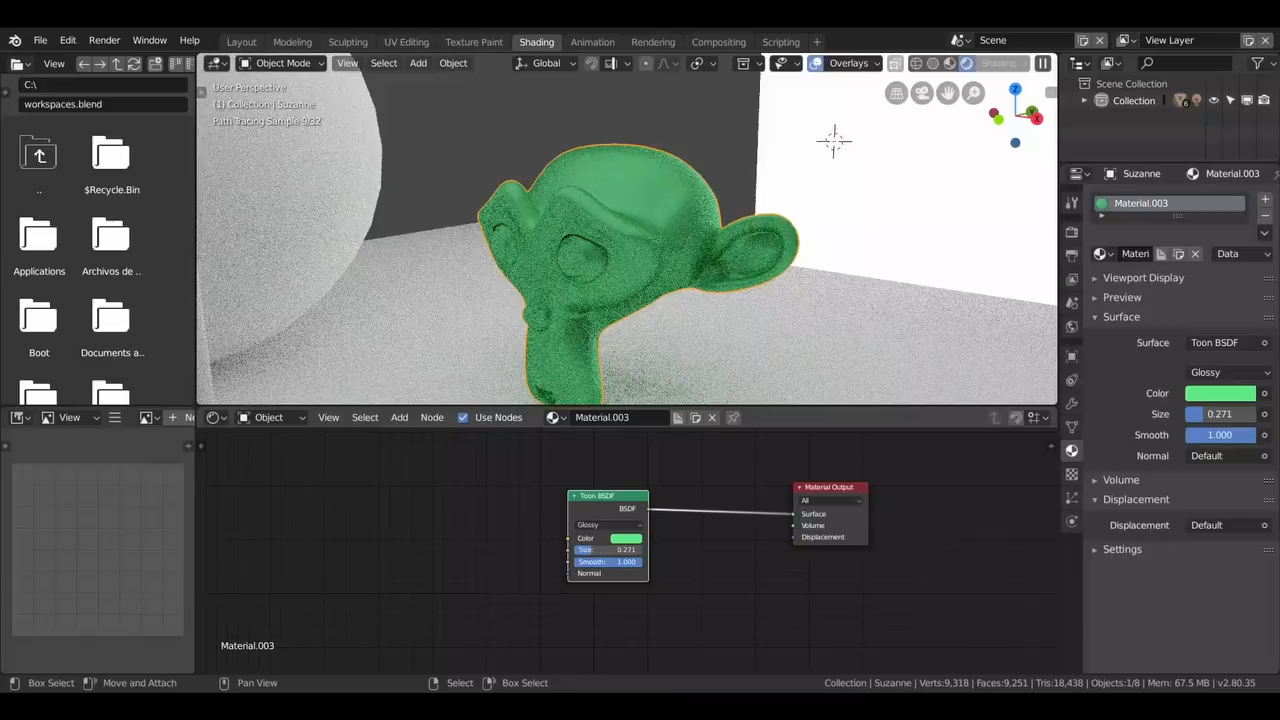 File Edit Render Window Help
Layout Modeling Sculpting UV Editing Texture Paint Shading Animation Rendering Compositing Scripting +
Scene
View Layer
View
C:\
workspaces.blend
..
$Recycle.Bin
Applications
Archivos de ..
Boot
Documents a..
Object Mode View Select Add Object
Global
Overlays
Shading
User Perspective
(1) Collection | Suzanne
Path Tracing Sample 9/32
Z
Y
X
Scene Collection
Collection
6
Suzanne
Material.003
Material.003
Materi
Data
Viewport Display
Preview
Surface
Surface Toon BSDF
Glossy
Color
Size 0.271
Smooth 1.000
Normal Default
Volume
Displacement
Displacement Default
Settings
View
Object View Select Add Node Use Nodes Material.003
Toon BSDF
BSDF
Glossy
Color
Size: 0.271
Smooth: 1.000
Normal
Material Output
All
Surface
Volume
Displacement
Material.003
Box Select Move and Attach Pan View Select Box Select
Collection | Suzanne | Verts:9,318 | Faces:9,251 | Tris:18,438 | Objects:1/8 | Mem: 67.5 MB | v2.80.35